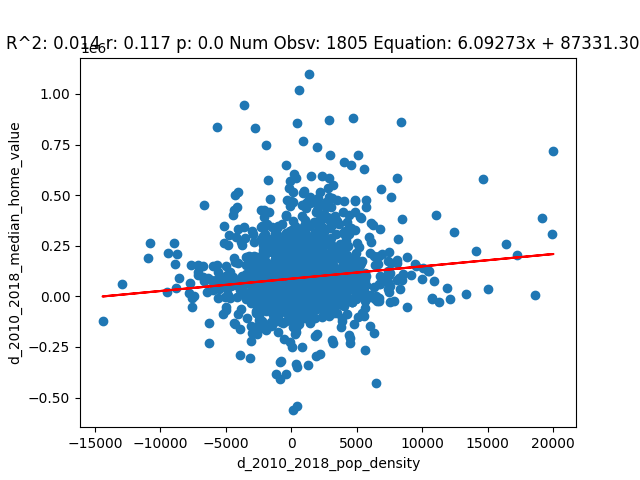 R^2: 0.014 r: 0.117 p: 0.0 Num Obsv: 1805 Equation: 6.09273x + 87331.30
1e6
1.00
0.75
0.50
0.25
0.00
−0.25
−0.50
d_2010_2018_median_home_value
−15000 −10000 −5000 0 5000 10000 15000 20000
d_2010_2018_pop_density